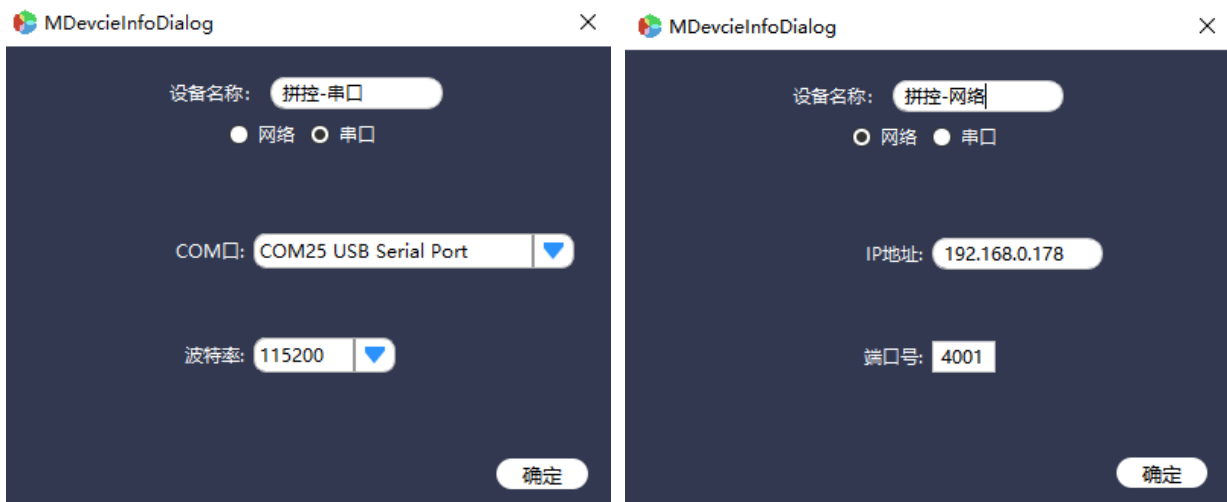 MDevcieInfoDialog
设备名称: 拼控-串口
网络 串口
COM口: COM25 USB Serial Port
波特率: 115200
确定
MDevcieInfoDialog
设备名称: 拼控-网络
网络 串口
IP地址: 192.168.0.178
端口号: 4001
确定